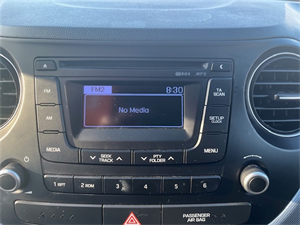 FM2 8:30
No Media
FM
AM
MEDIA
TA
SCAN
SETUP
CLOCK
MENU
SEEK
TRACK
PTY
FOLDER
1 RPT 2 RDM 3 4 5 6
PASSENGER
AIR BAG